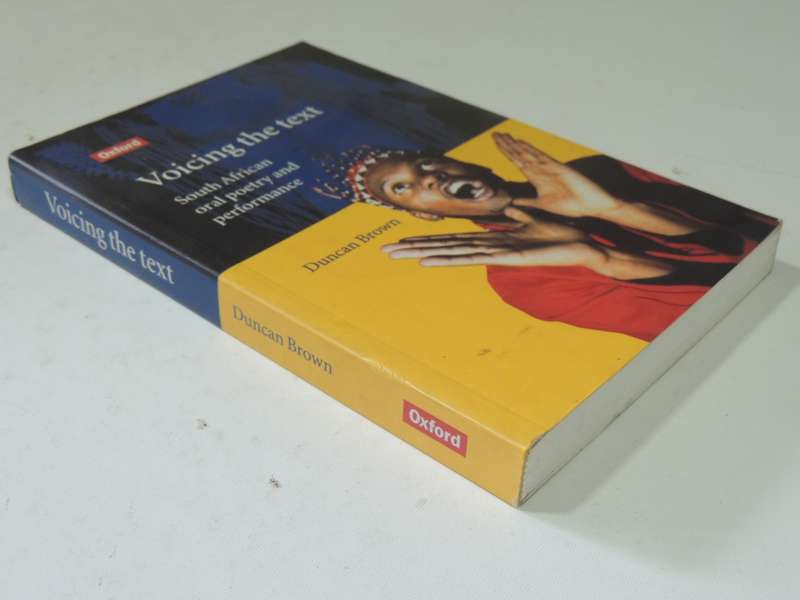 Oxford
Voicing the text
South African
oral poetry and
performance
Duncan Brown
Voicing the text
Duncan Brown
Oxford